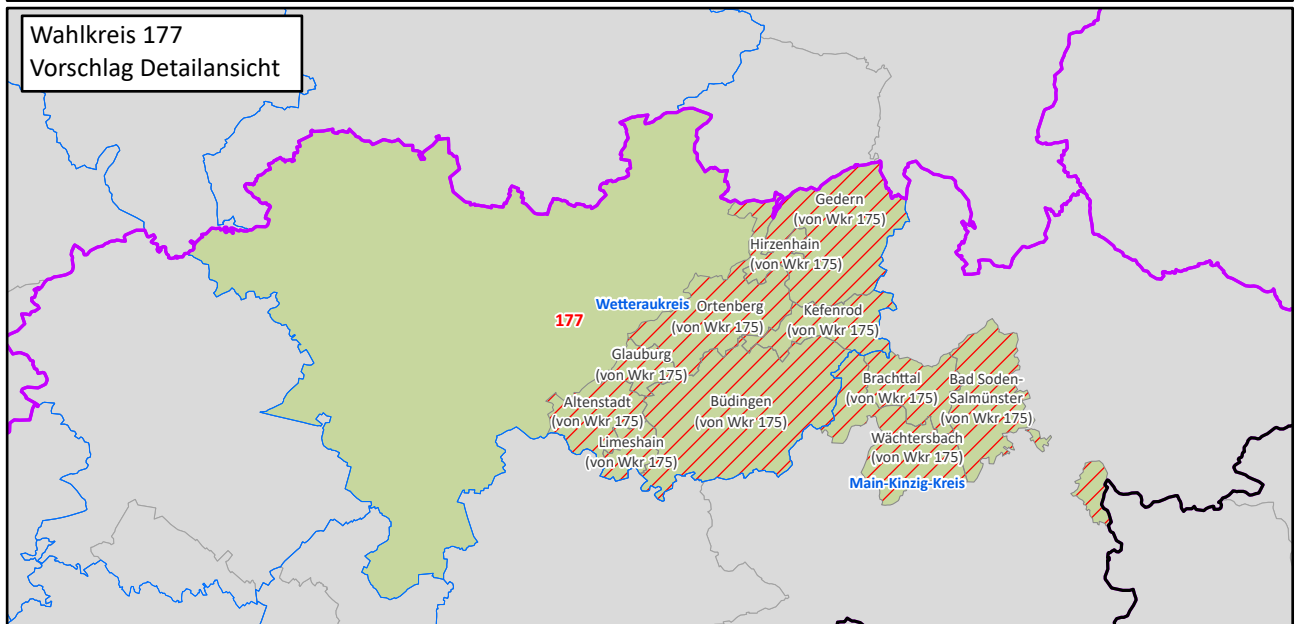 Wahlkreis 177
Vorschlag Detailansicht
Gedern
(von Wkr 175)
Hirzenhain
(von Wkr 175)
Wetteraukreis
Ortenberg
(von Wkr 175)
Kefenrod
(von Wkr 175)
177
Glauburg
(von Wkr 175)
Brachttal
(von Wkr 175)
Bad Soden-
Salmünster
(von Wkr 175)
Altenstadt
(von Wkr 175)
Büdingen
(von Wkr 175)
Limeshain
(von Wkr 175)
Wächtersbach
(von Wkr 175)
Main-Kinzig-Kreis